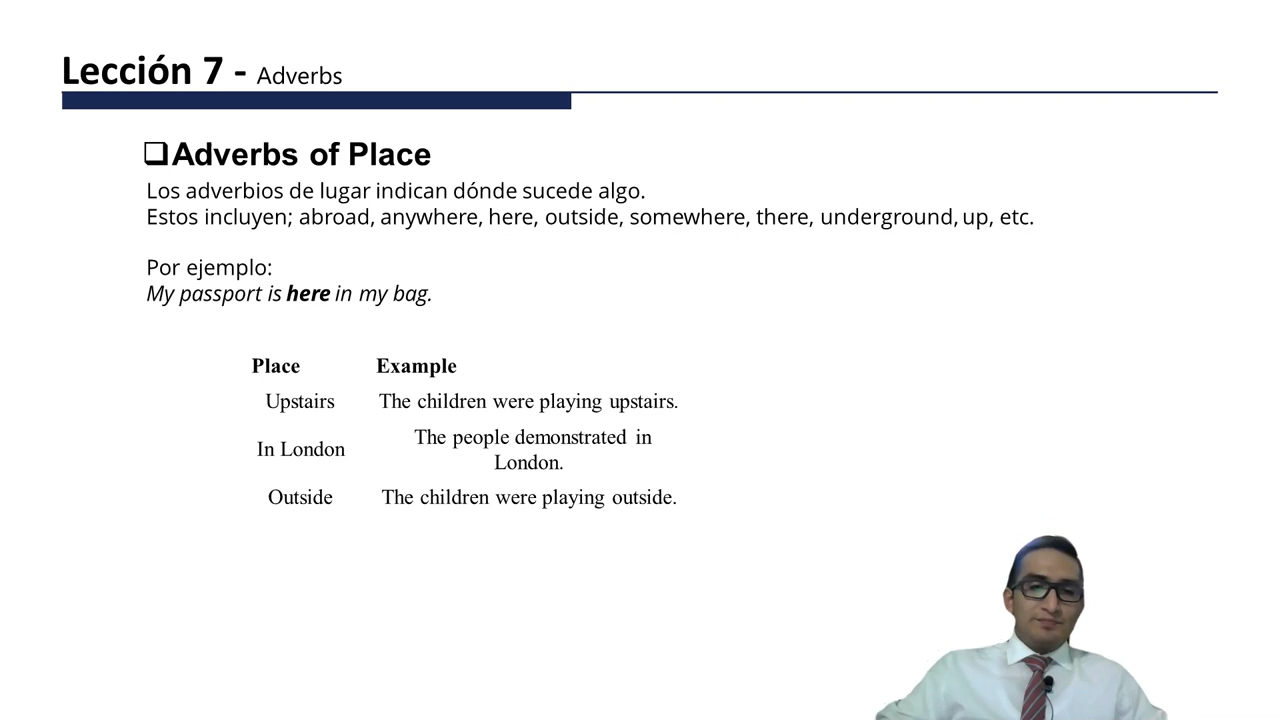 Lección 7 - Adverbs
Adverbs of Place
Los adverbios de lugar indican dónde sucede algo.
Estos incluyen; abroad, anywhere, here, outside, somewhere, there, underground, up, etc.
Por ejemplo:
My passport is here in my bag.
Place Example
Upstairs The children were playing upstairs.
In London The people demonstrated in
London.
Outside The children were playing outside.